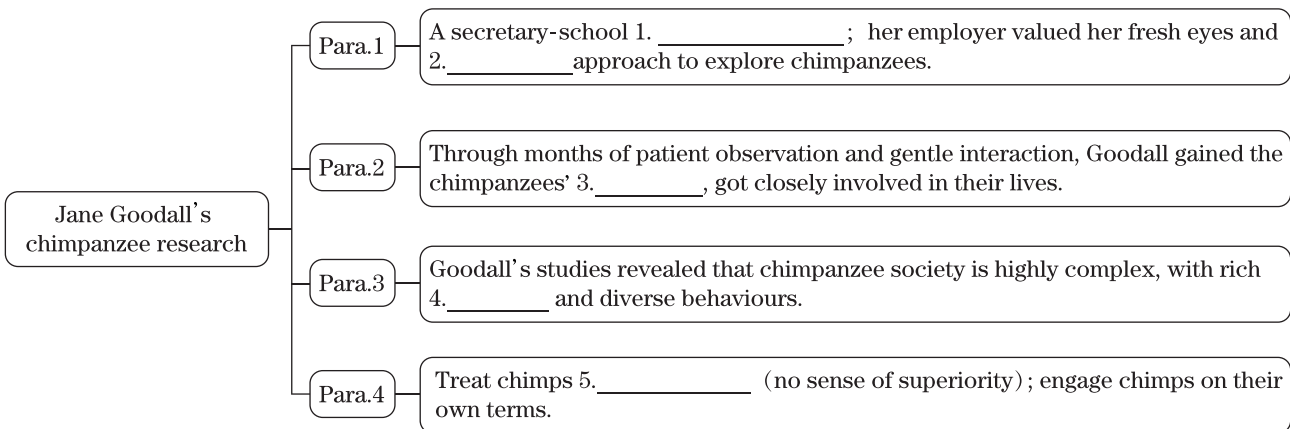 Jane Goodall's
chimpanzee research
Para.1
A secretary-school 1. ______________ ; her employer valued her fresh eyes and
2. __________ approach to explore chimpanzees.
Para.2
Through months of patient observation and gentle interaction, Goodall gained the
chimpanzees' 3. ________, got closely involved in their lives.
Para.3
Goodall's studies revealed that chimpanzee society is highly complex, with rich
4. ________ and diverse behaviours.
Para.4
Treat chimps 5. ____________ (no sense of superiority); engage chimps on their
own terms.